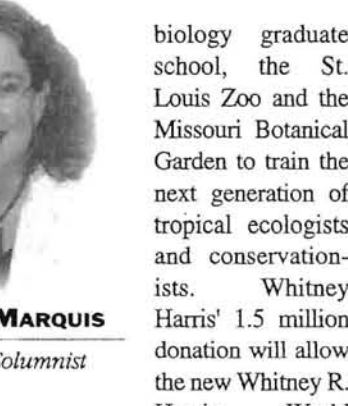 MARQUIS
Columnist
biology graduate
school, the St.
Louis Zoo and the
Missouri Botanical
Garden to train the
next generation of
tropical ecologists
and conservation-
ists. Whitney
Harris' 1.5 million
donation will allow
the new Whitney R.